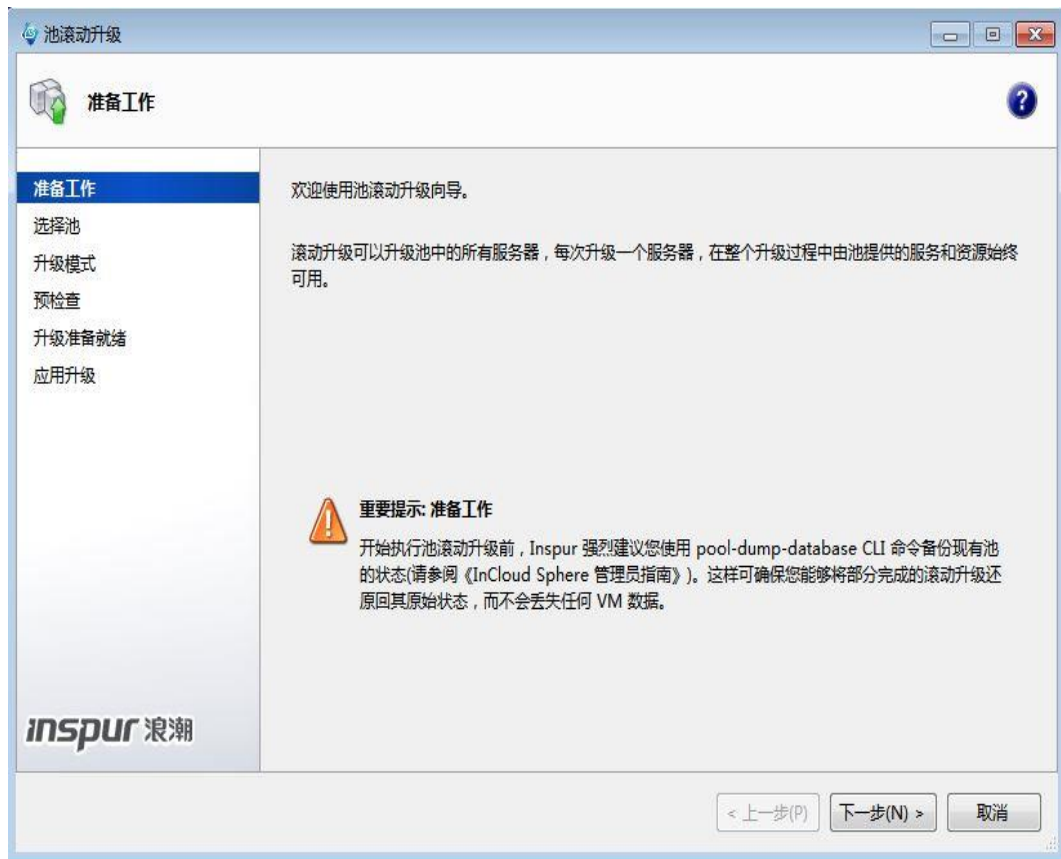 池滚动升级
准备工作
准备工作
选择池
升级模式
预检查
升级准备就绪
应用升级
欢迎使用池滚动升级向导。
滚动升级可以升级池中的所有服务器，每次升级一个服务器，在整个升级过程中由池提供的服务和资源始终
可用。
重要提示: 准备工作
开始执行池滚动升级前，Inspur 强烈建议您使用 pool-dump-database CLI 命令备份现有池
的状态(请参阅《InCloud Sphere 管理员指南》)。这样可确保您能够将部分完成的滚动升级还
原回其原始状态，而不会丢失任何 VM 数据。
inspur 浪潮
< 上一步(P)
下一步(N) >
取消